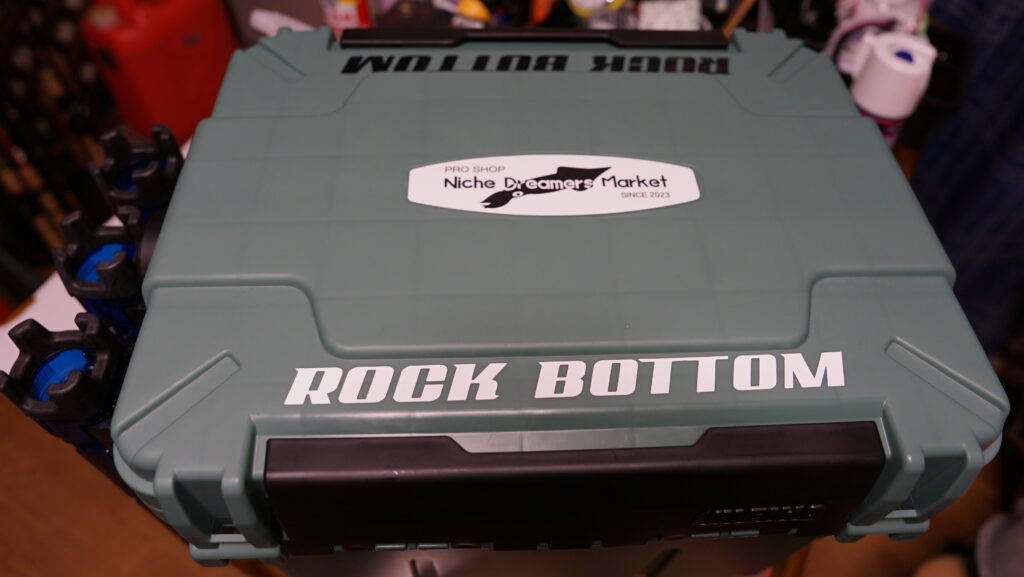 ROCK BOTTOM
PRO SHOP
Niche Dreamers Market
SINCE 2023
ROCK BOTTOM